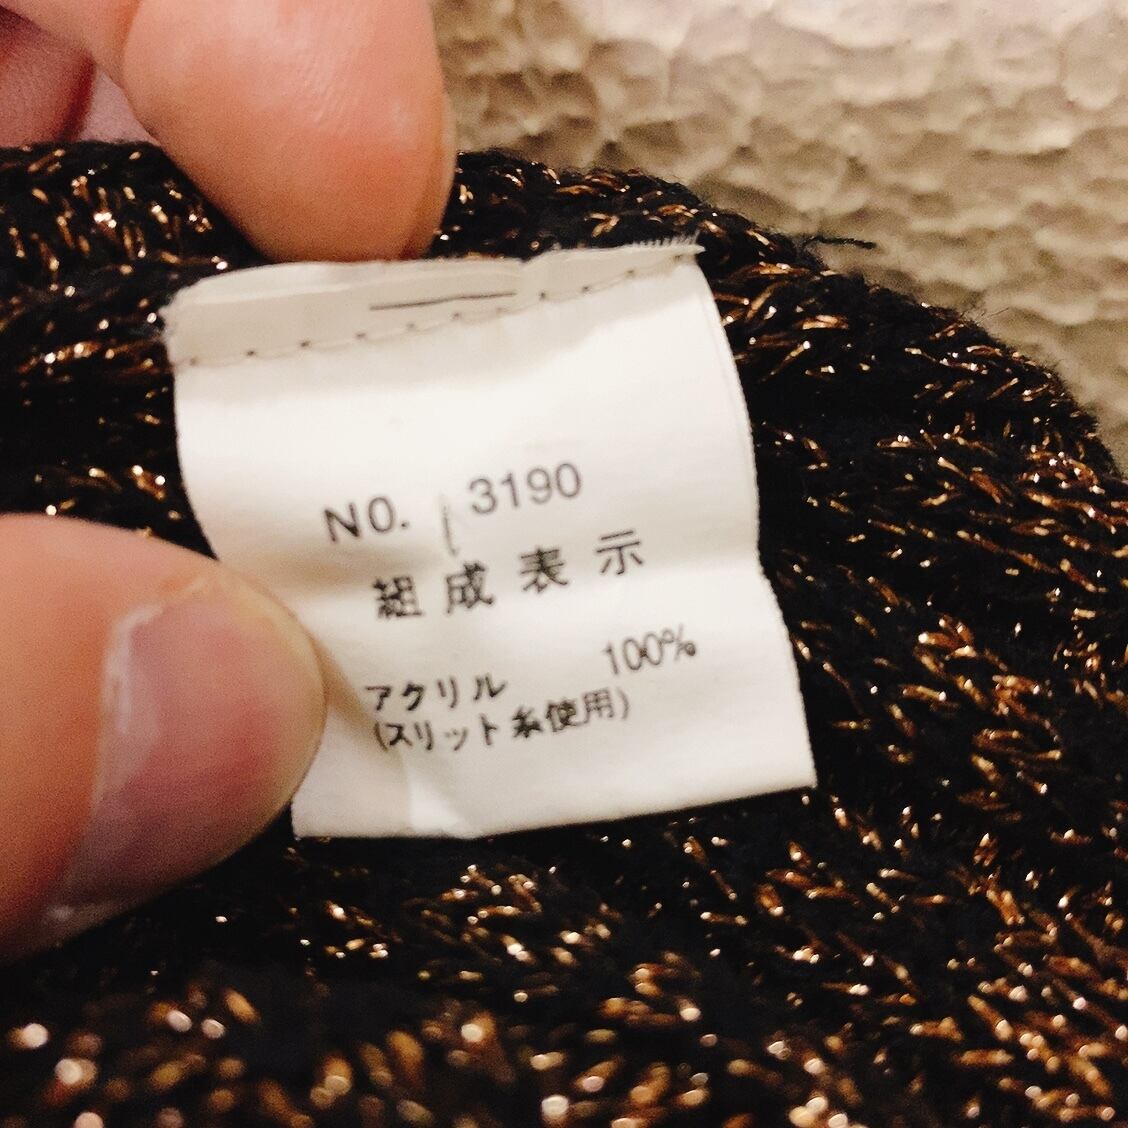 NO. 3190
組成表示
アクリル 100%
(スリット糸使用)